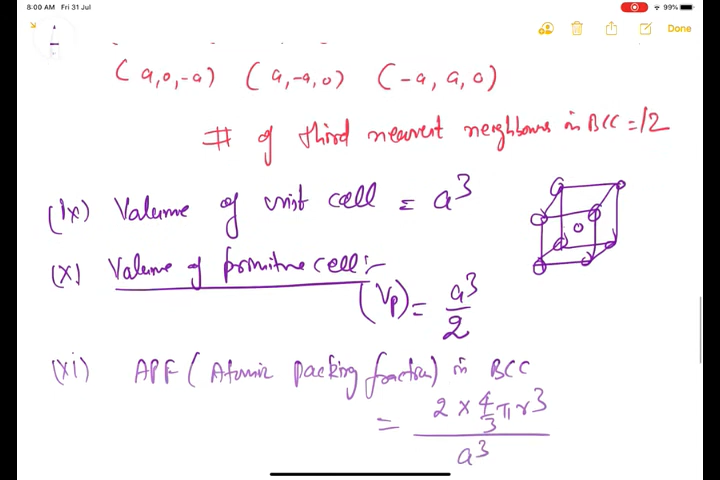 8:00 AM Fri 31 Jul
99%
Done
(a,0,-a) (a,-a,0) (-a, a, 0)
# of third nearest neighbours in BCC = 12
(ix) Volume of unit cell = a³
(x) Volume of primitive cell:-
(Vp) = a³/2
(xi) APF (Atomic packing fraction) in BCC
= 2 × 4/3 π r³ / a³